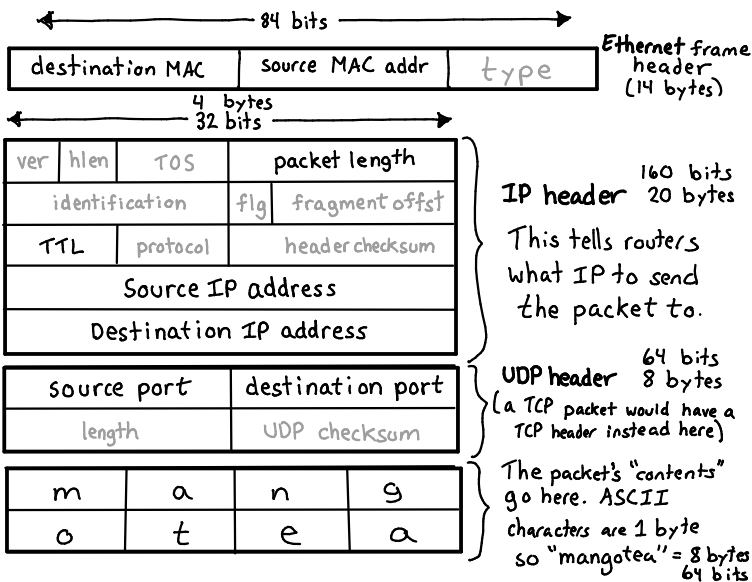 84 bits
destination MAC source MAC addr type
Ethernet frame
header
(14 bytes)
4 bytes
32 bits
ver hlen TOS packet length
identification flg fragment offst
TTL protocol header checksum
Source IP address
Destination IP address
IP header
160 bits
20 bytes
This tells routers
what IP to send
the packet to.
source port destination port
length UDP checksum
UDP header
64 bits
8 bytes
(a TCP packet would have a
TCP header instead here)
m a n g
o t e a
The packet's "contents"
go here. ASCII
characters are 1 byte
so "mangotea" = 8 bytes
64 bits